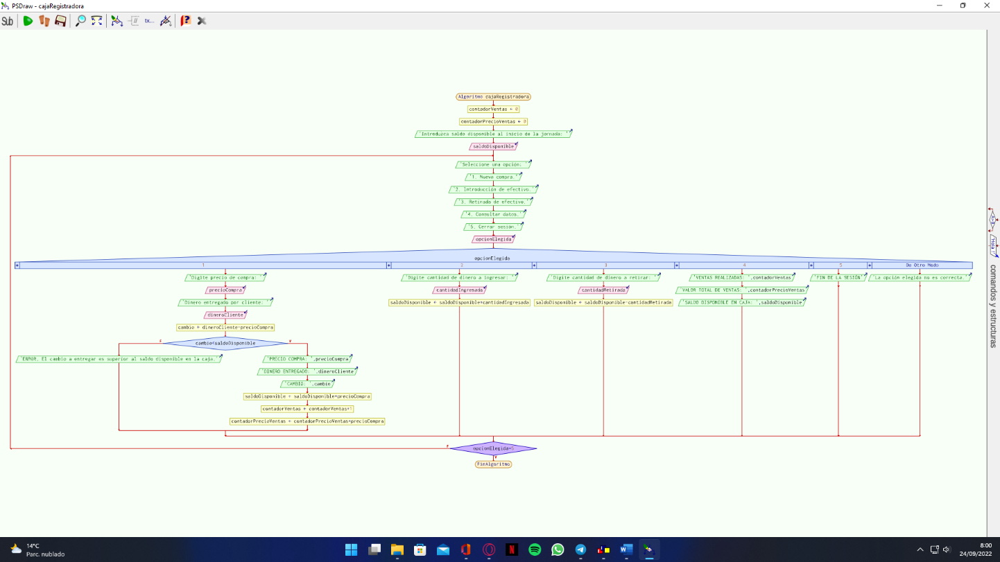 PSDraw - cajaRegistradora
Sub
tx...
Algoritmo cajaRegistradora
contadorVentas ← 0
contadorPrecioVentas ← 0
'Introduzca saldo disponible al inicio de la jornada: '
saldoDisponible
'Seleccione una opción: '
'1. Nueva compra.'
'2. Introducción de efectivo.'
'3. Retirada de efectivo.'
'4. Consultar datos.'
'5. Cerrar sesión.'
opcionElegida
opcionElegida
+ 1 + 2 + 3 + 4 + 5 + De Otro Modo
'Digite precio de compra: '
precioCompra
'Dinero entregado por cliente: '
dineroCliente
cambio ← dineroCliente-precioCompra
cambio<saldoDisponible
F
V
'ERROR, El cambio a entregar es superior al saldo disponible en la caja.'
'PRECIO COMPRA: ',precioCompra
'DINERO ENTREGADO: ',dineroCliente
'CAMBIO: ',cambio
saldoDisponible ← saldoDisponible+precioCompra
contadorVentas ← contadorVentas+1
contadorPrecioVentas ← contadorPrecioVentas+precioCompra
'Digite cantidad de dinero a ingresar: '
cantidadIngresada
saldoDisponible ← saldoDisponible+cantidadIngresada
'Digite cantidad de dinero a retirar: '
cantidadRetirada
saldoDisponible ← saldoDisponible-cantidadRetirada
'VENTAS REALIZADAS: ',contadorVentas
'VALOR TOTAL DE VENTAS: ',contadorPrecioVentas
'SALDO DISPONIBLE EN CAJA: ',saldoDisponible
'FIN DE LA SESIÓN'
'La opción elegida no es correcta.'
F
opcionElegida=5
V
FinAlgoritmo
comandos y estructuras
14°C
Parc. nublado
8:00
24/09/2022